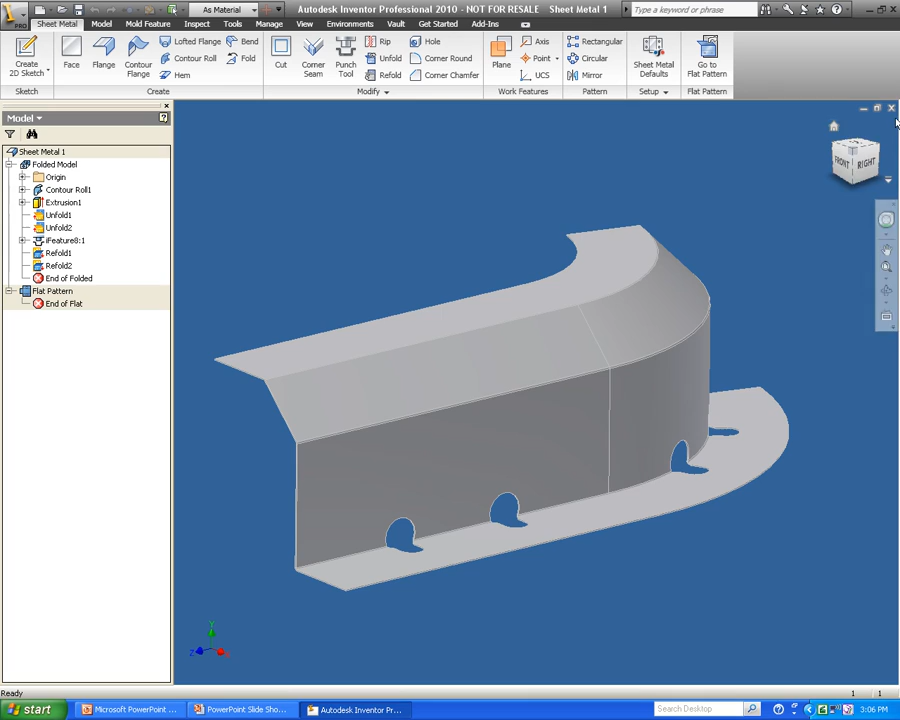 As Material
Autodesk Inventor Professional 2010 - NOT FOR RESALE Sheet Metal 1
Type a keyword or phrase
PRO
Sheet Metal Model Mold Feature Inspect Tools Manage View Environments Vault Get Started Add-Ins
Create
2D Sketch
Face
Flange
Contour
Flange
Lofted Flange
Contour Roll
Hem
Bend
Fold
Cut
Corner
Seam
Punch
Tool
Rip
Unfold
Refold
Hole
Corner Round
Corner Chamfer
Plane
Axis
Point
UCS
Rectangular
Circular
Mirror
Sheet Metal
Defaults
Go to
Flat Pattern
Sketch Create Modify Work Features Pattern Setup Flat Pattern
Model
Sheet Metal 1
Folded Model
Origin
Contour Roll1
Extrusion1
Unfold1
Unfold2
iFeature8:1
Refold1
Refold2
End of Folded
Flat Pattern
End of Flat
FRONT RIGHT
Y
Z
Ready
1 1
start
Microsoft PowerPoint ...
PowerPoint Slide Sho...
Autodesk Inventor Pr...
Search Desktop
3:06 PM